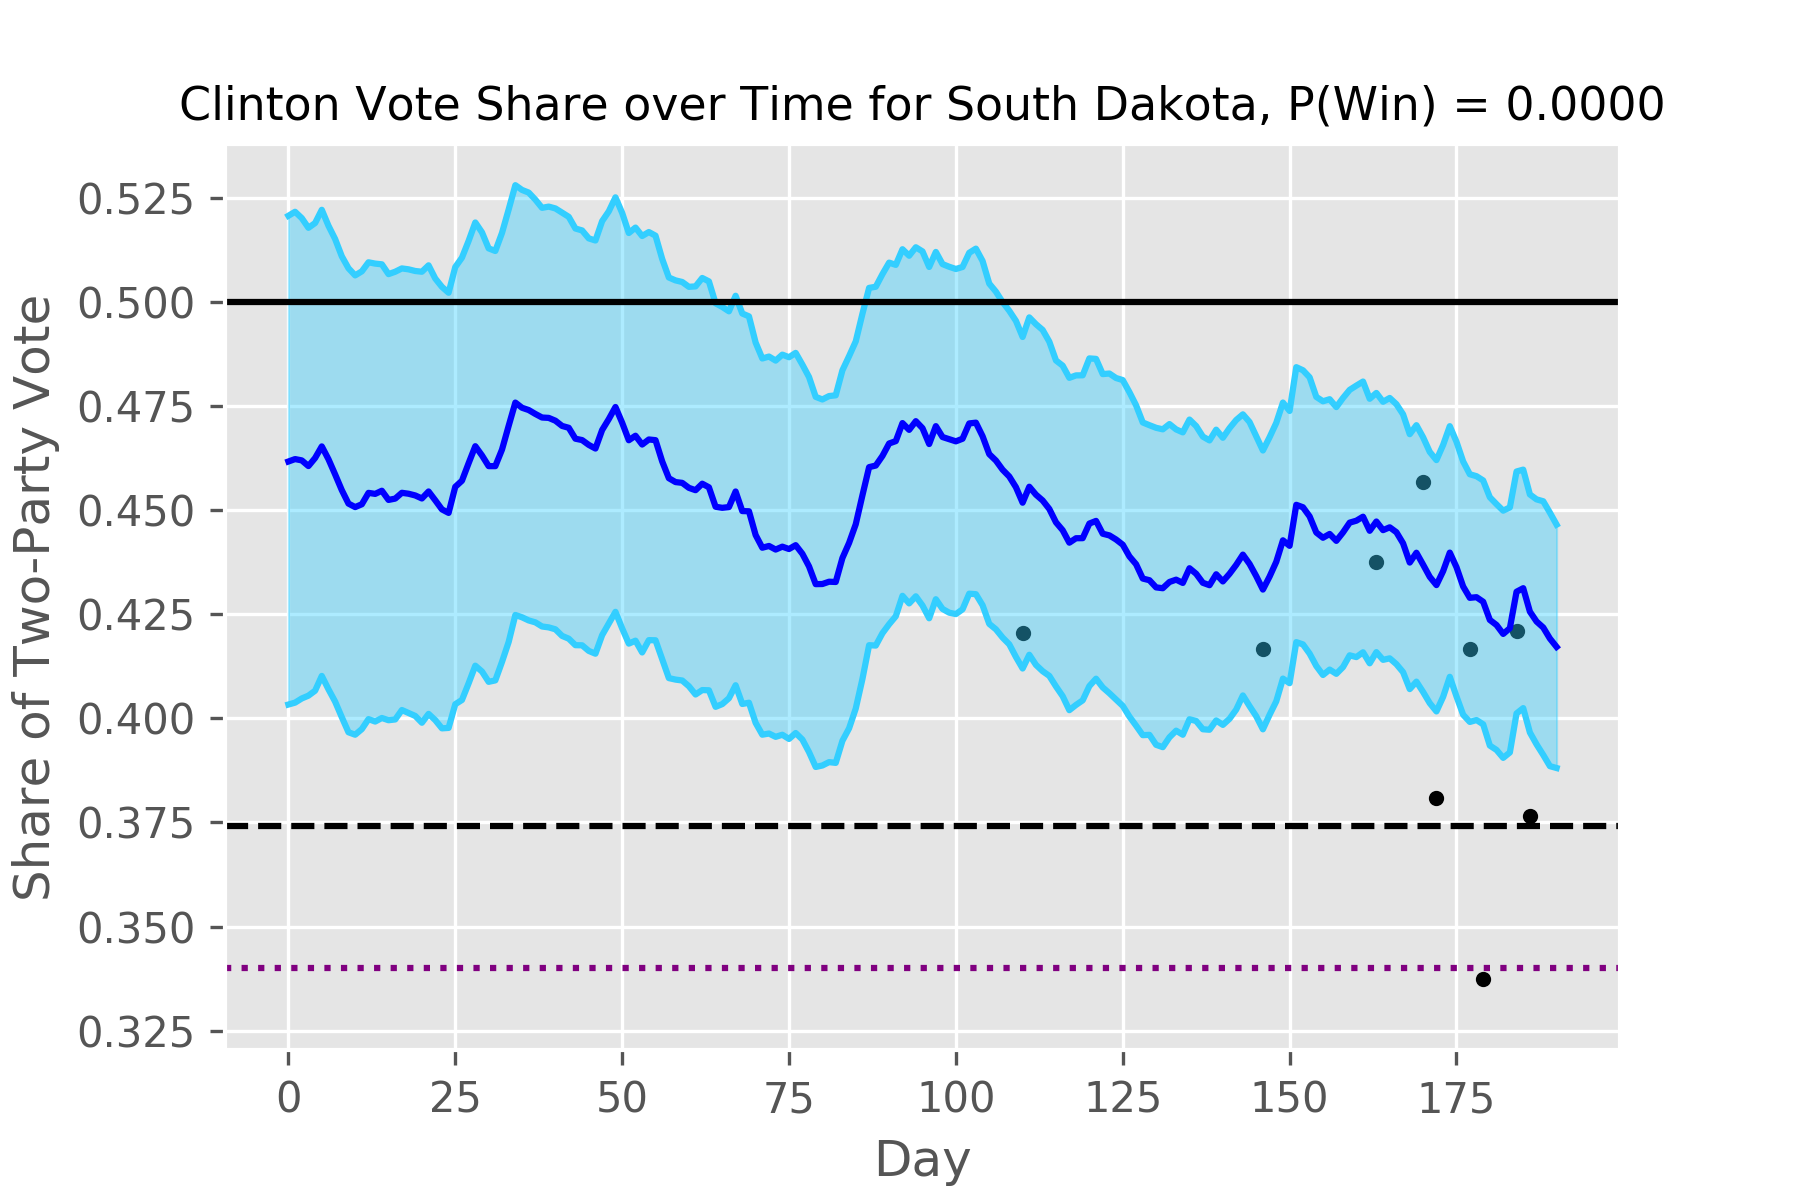 Clinton Vote Share over Time for South Dakota, P(Win) = 0.0000
Share of Two-Party Vote
0.525
0.500
0.475
0.450
0.425
0.400
0.375
0.350
0.325
0 25 50 75 100 125 150 175
Day